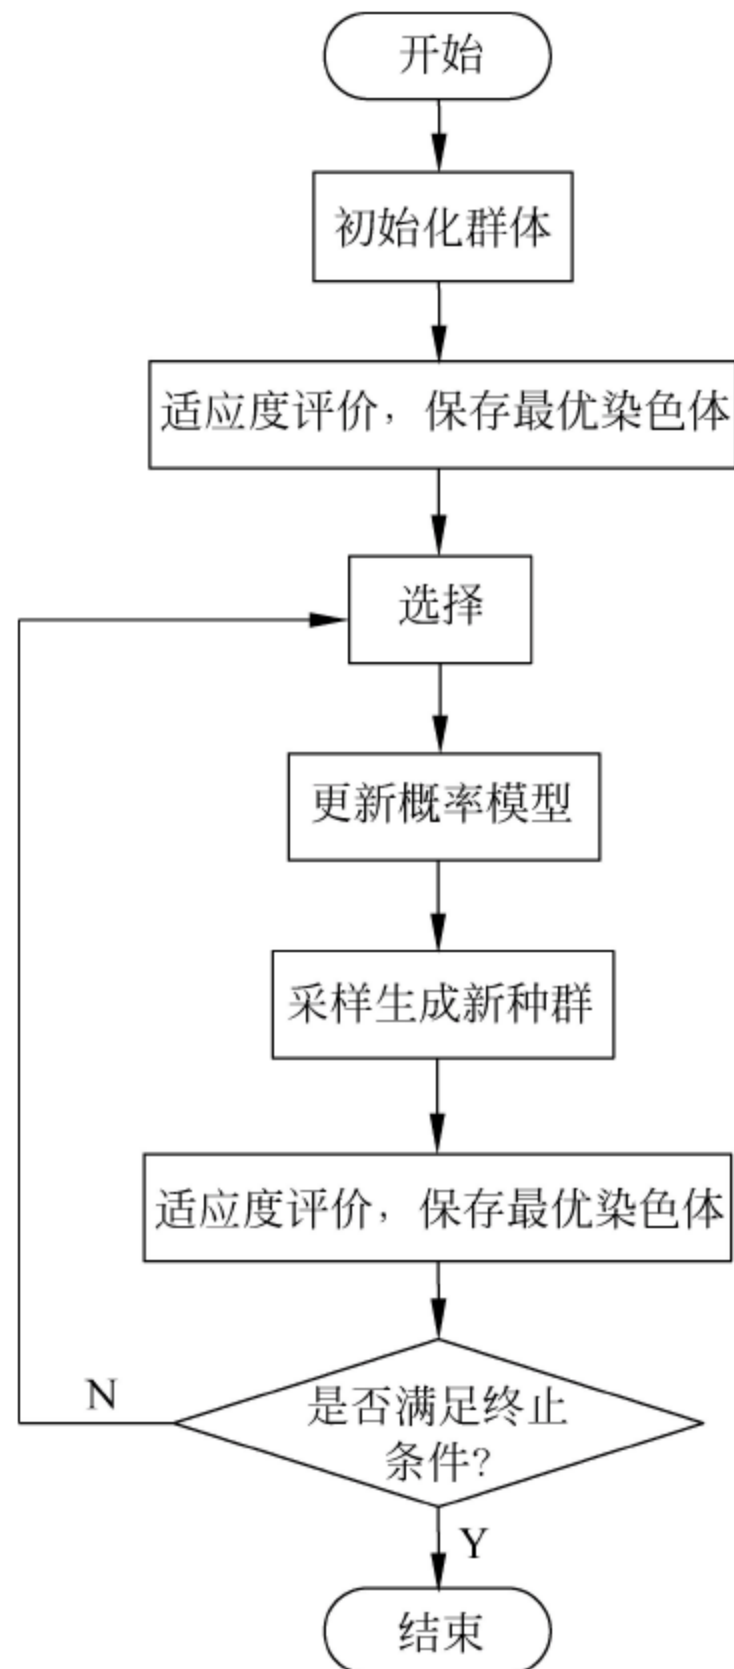 开始
初始化群体
适应度评价，保存最优染色体
选择
更新概率模型
采样生成新种群
适应度评价，保存最优染色体
N
是否满足终止
条件?
Y
结束